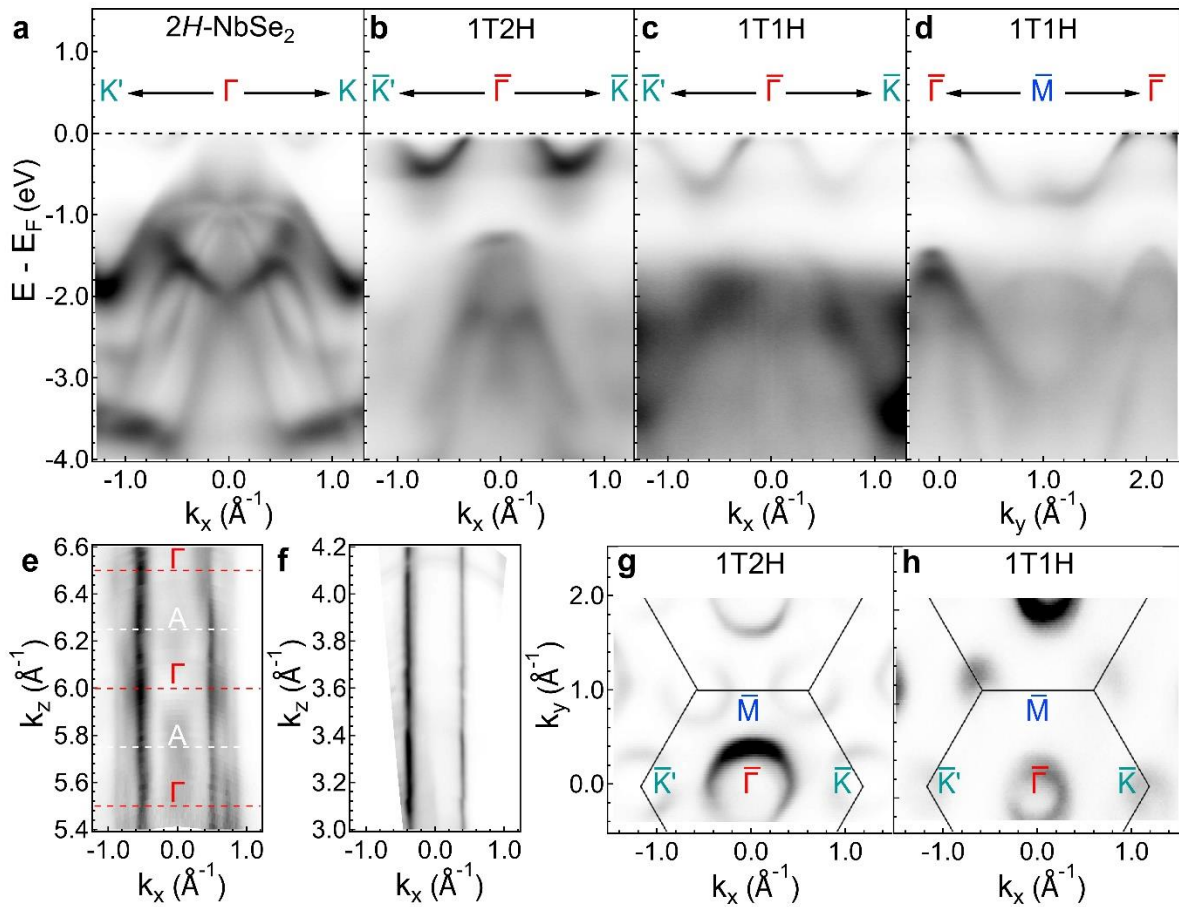 a 2H-NbSe2 b 1T2H c 1T1H d 1T1H
K' Γ K K̅' Γ̅ K̅ K̅' Γ̅ K̅ Γ̅ M̅ Γ̅
E - EF (eV)
1.0
0.0
-1.0
-2.0
-3.0
-4.0
-1.0 0.0 1.0 -1.0 0.0 1.0 -1.0 0.0 1.0 0.0 1.0 2.0
kx (Å-1) kx (Å-1) kx (Å-1) ky (Å-1)
e
kz (Å-1)
6.6
6.4
6.2
6.0
5.8
5.6
5.4
Γ
A
Γ
A
Γ
-1.0 0.0 1.0
kx (Å-1)
f
kz (Å-1)
4.2
4.0
3.8
3.6
3.4
3.2
3.0
-1.0 0.0 1.0
kx (Å-1)
g 1T2H
ky (Å-1)
2.0
1.0
0.0
M̅
K̅' Γ̅ K̅
-1.0 0.0 1.0
kx (Å-1)
h 1T1H
M̅
K̅' Γ̅ K̅
-1.0 0.0 1.0
kx (Å-1)